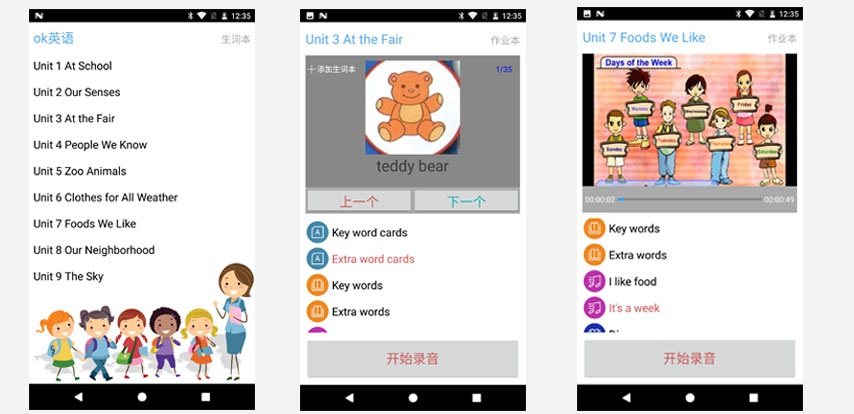 12:35
ok英语
生词本
Unit 1 At School
Unit 2 Our Senses
Unit 3 At the Fair
Unit 4 People We Know
Unit 5 Zoo Animals
Unit 6 Clothes for All Weather
Unit 7 Foods We Like
Unit 8 Our Neighborhood
Unit 9 The Sky
12:35
Unit 3 At the Fair
作业本
+添加生词本
1/35
teddy bear
上一个
下一个
Key word cards
Extra word cards
Key words
Extra words
开始录音
12:35
Unit 7 Foods We Like
作业本
Days of the Week
Monday
Friday
Sunday
Tuesday
Thursday
Saturday
00:00:02
00:00:49
Key words
Extra words
I like food
It's a week
开始录音